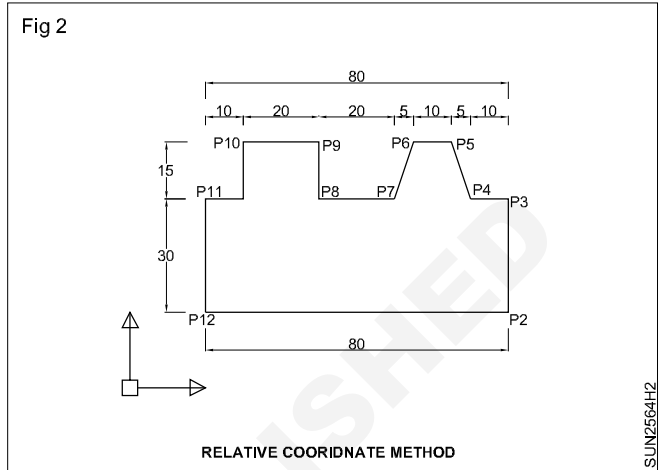 Fig 2
80
10 20 20 5 10 5 10
P10 P9 P6 P5
15
P11 P8 P7 P4 P3
30
P12 P2
80
RELATIVE COORIDNATE METHOD
SUN2564H2
ISHED